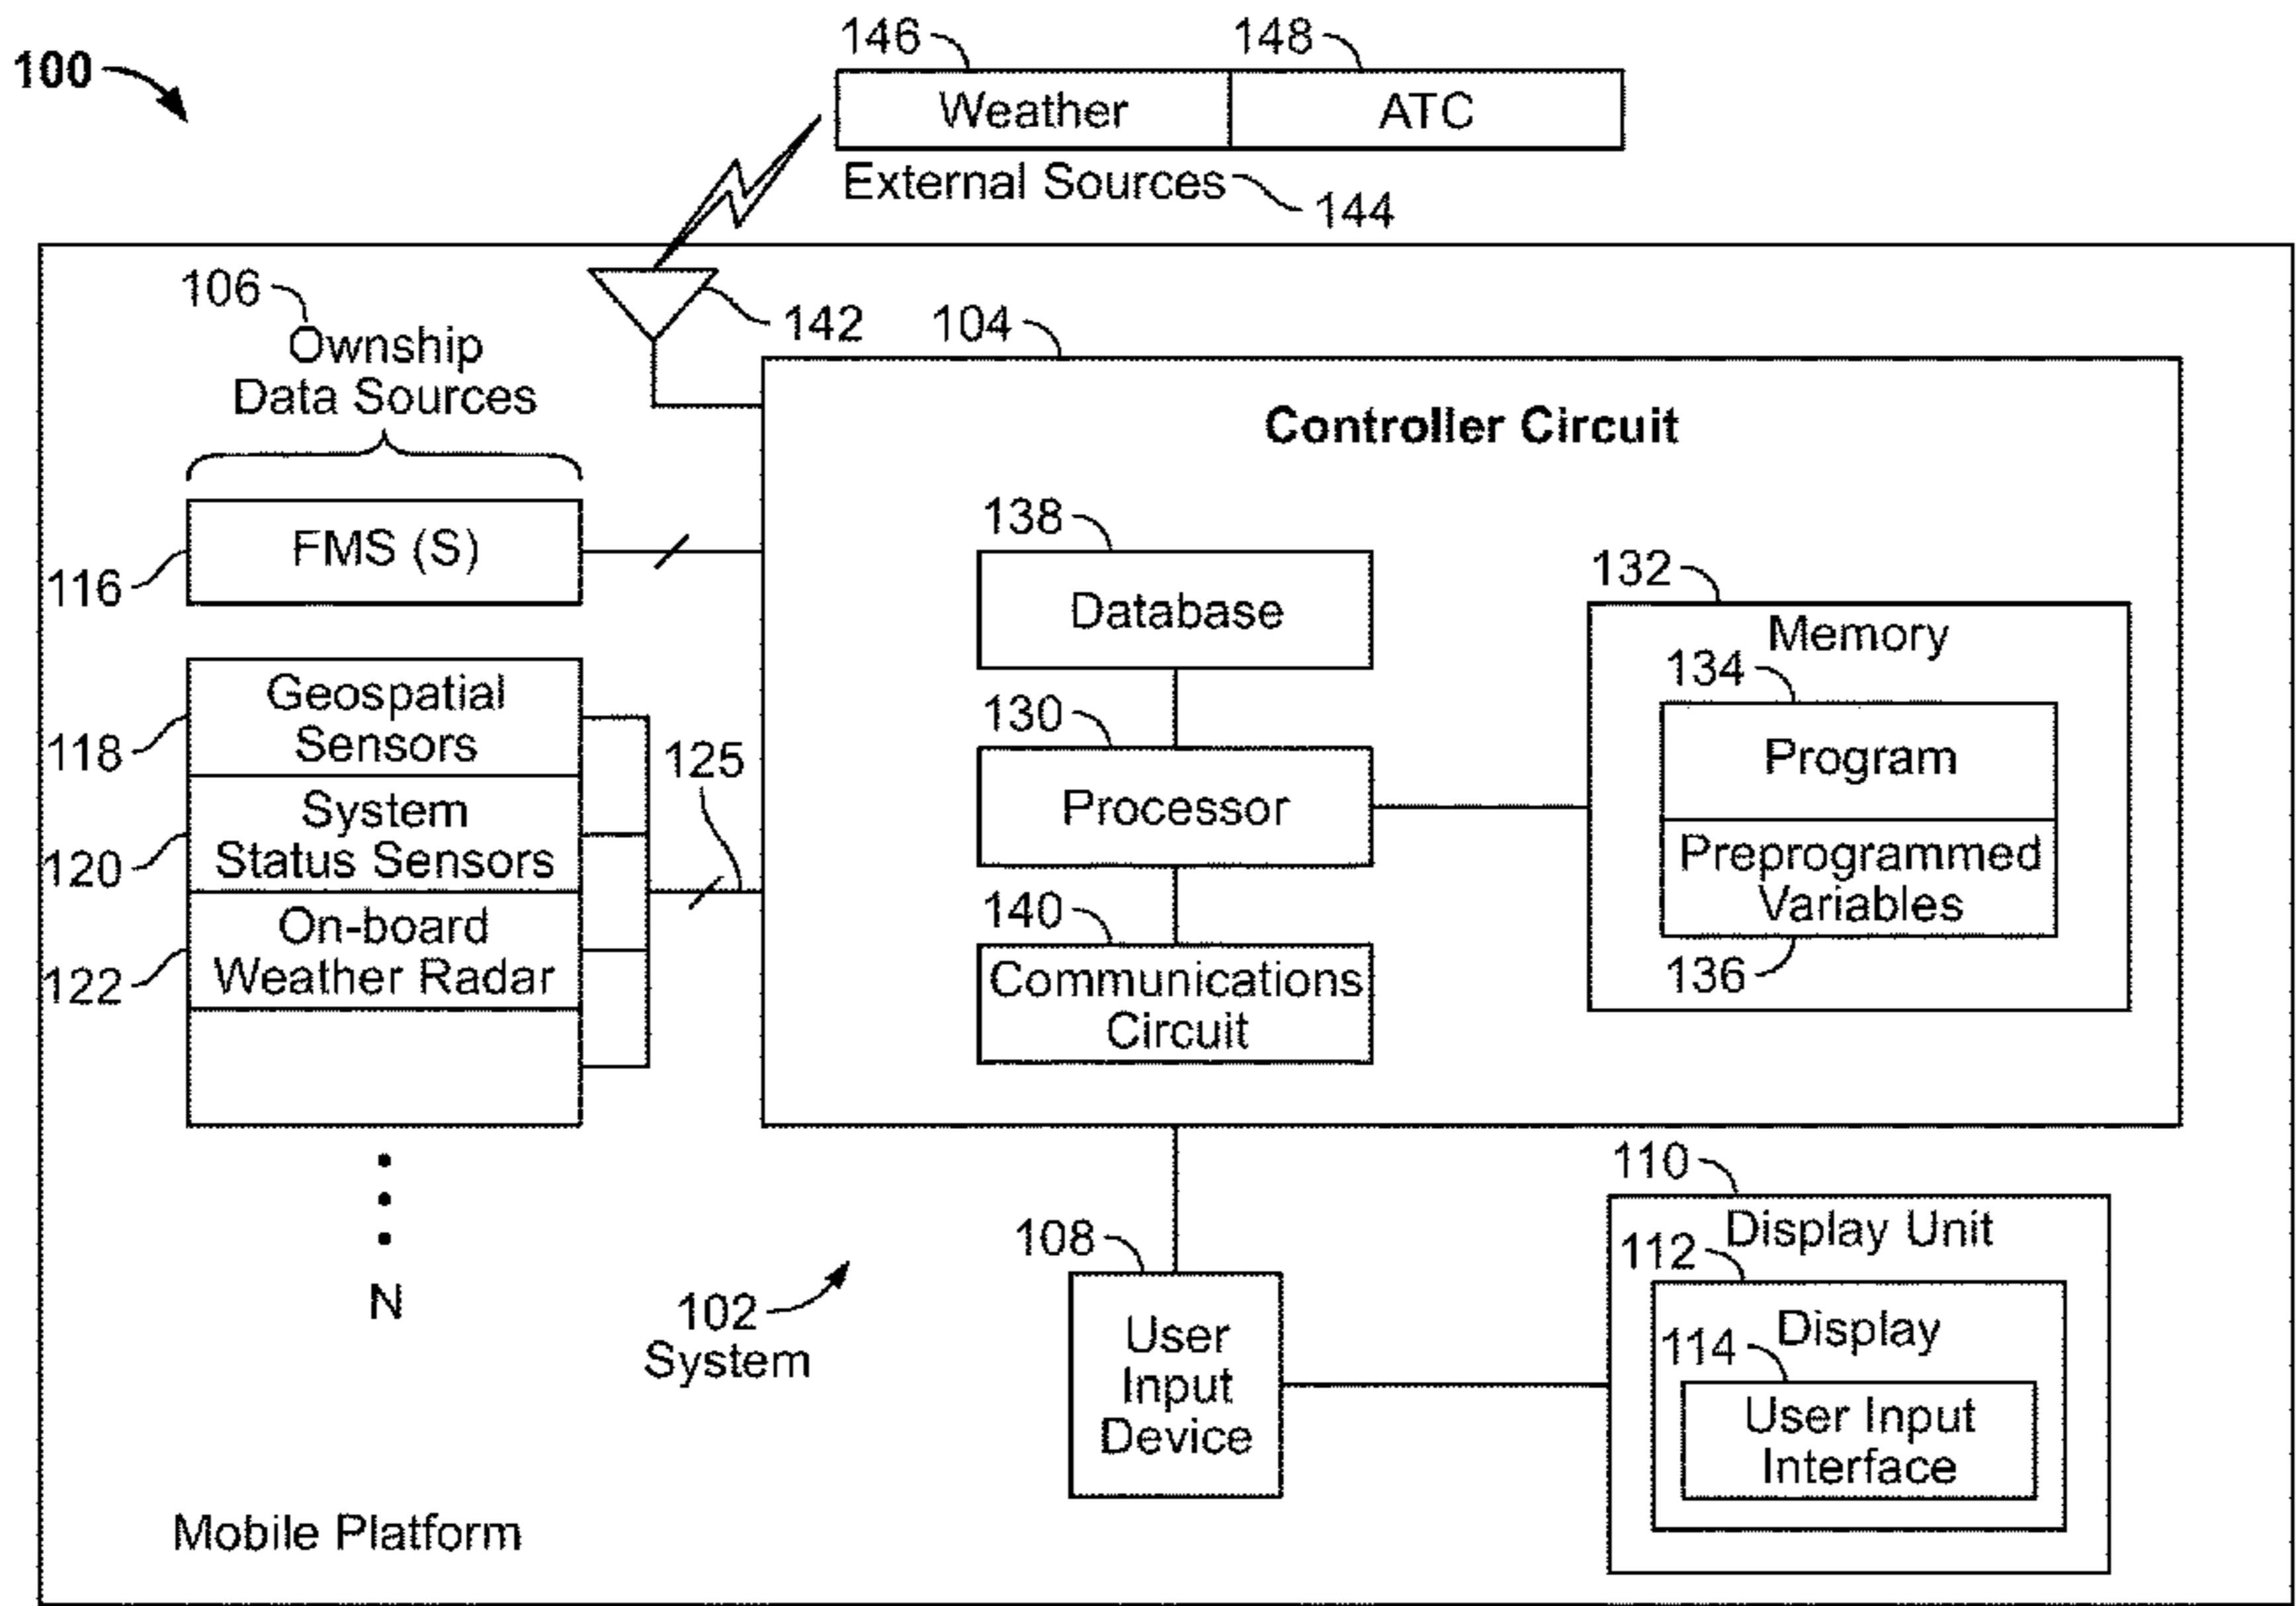 146
148
100
Weather
ATC
External Sources
144
106
142
104
Ownship
Data Sources
Controller Circuit
116
FMS (S)
138
Database
132
Memory
134
Program
Preprogrammed
Variables
136
130
Processor
140
Communications
Circuit
118
Geospatial
Sensors
125
120
System
Status Sensors
122
On-board
Weather Radar
N
102
System
108
User
Input
Device
110
Display Unit
112
Display
114
User Input
Interface
Mobile Platform